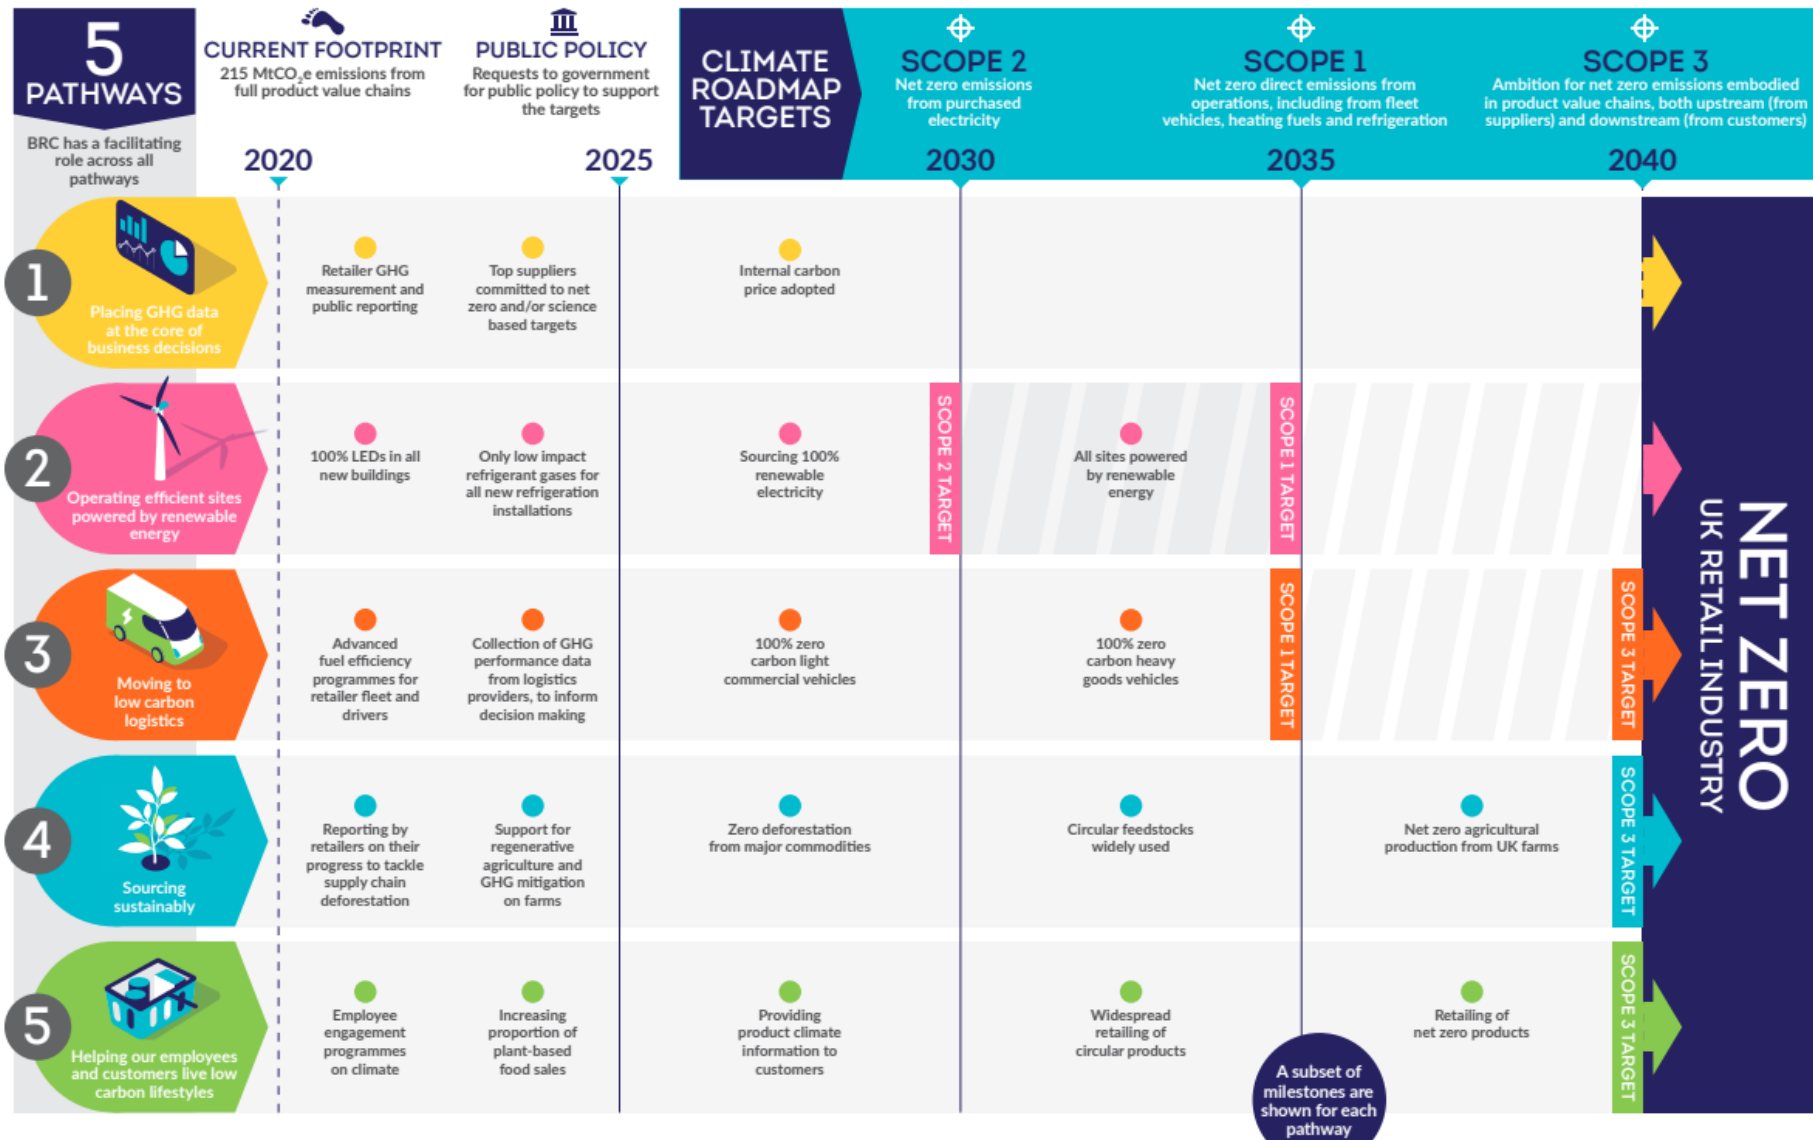 5
PATHWAYS
BRC has a facilitating
role across all
pathways
CURRENT FOOTPRINT
215 MtCO₂e emissions from
full product value chains
2020
PUBLIC POLICY
Requests to government
for public policy to support
the targets
2025
CLIMATE
ROADMAP
TARGETS
SCOPE 2
Net zero emissions
from purchased
electricity
2030
SCOPE 1
Net zero direct emissions from
operations, including from fleet
vehicles, heating fuels and refrigeration
2035
SCOPE 3
Ambition for net zero emissions embodied
in product value chains, both upstream (from
suppliers) and downstream (from customers)
2040
1
Placing GHG data
at the core of
business decisions
Retailer GHG
measurement and
public reporting
Top suppliers
committed to net
zero and/or science
based targets
Internal carbon
price adopted
2
Operating efficient sites
powered by renewable
energy
100% LEDs in all
new buildings
Only low impact
refrigerant gases for
all new refrigeration
installations
Sourcing 100%
renewable
electricity
SCOPE 2 TARGET
All sites powered
by renewable
energy
SCOPE 1 TARGET
3
Moving to
low carbon
logistics
Advanced
fuel efficiency
programmes for
retailer fleet and
drivers
Collection of GHG
performance data
from logistics
providers, to inform
decision making
100% zero
carbon light
commercial vehicles
100% zero
carbon heavy
goods vehicles
SCOPE 1 TARGET
SCOPE 3 TARGET
4
Sourcing
sustainably
Reporting by
retailers on their
progress to tackle
supply chain
deforestation
Support for
regenerative
agriculture and
GHG mitigation
on farms
Zero deforestation
from major commodities
Circular feedstocks
widely used
Net zero agricultural
production from UK farms
SCOPE 3 TARGET
5
Helping our employees
and customers live low
carbon lifestyles
Employee
engagement
programmes
on climate
Increasing
proportion of
plant-based
food sales
Providing
product climate
information to
customers
Widespread
retailing of
circular products
Retailing of
net zero products
SCOPE 3 TARGET
A subset of
milestones are
shown for each
pathway
NET ZERO
UK RETAIL INDUSTRY